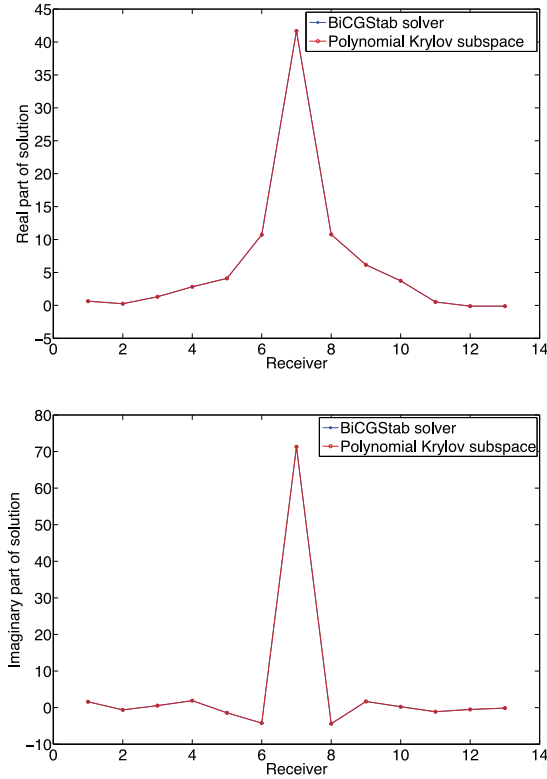 45
40
35
30
25
20
15
10
5
0
−5
Real part of solution
BiCGStab solver
Polynomial Krylov subspace
0 2 4 6 8 10 12 14
Receiver
80
70
60
50
40
30
20
10
0
−10
Imaginary part of solution
BiCGStab solver
Polynomial Krylov subspace
0 2 4 6 8 10 12 14
Receiver